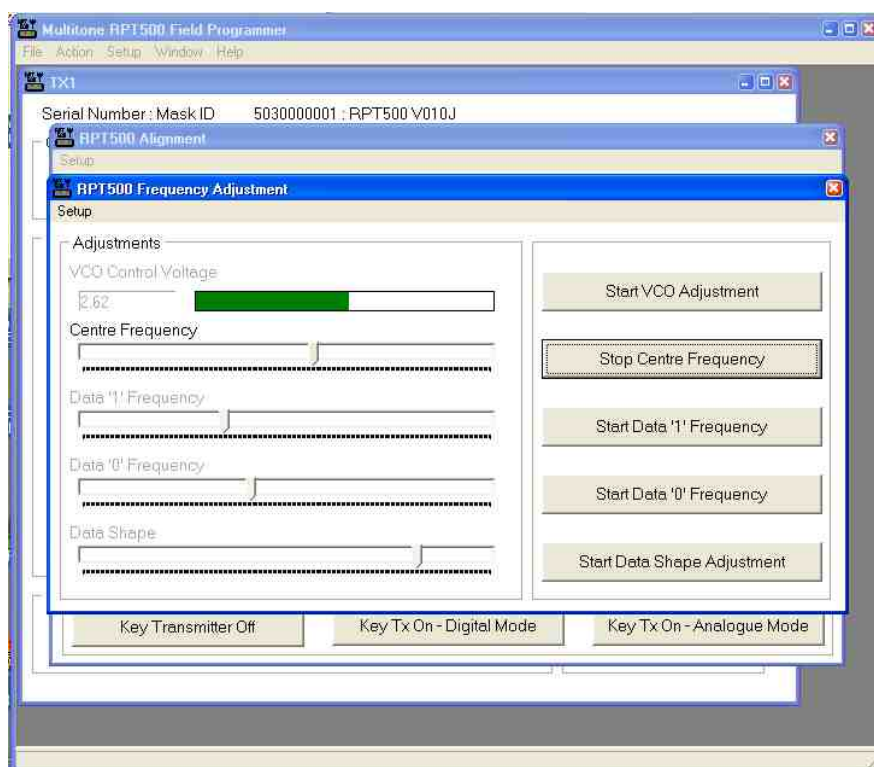 Multitone RPT500 Field Programmer
File Action Setup Window Help
TX1
Serial Number : Mask ID 5030000001 : RPT500 V010J
RPT500 Alignment
Setup
RPT500 Frequency Adjustment
Setup
Adjustments
VCO Control Voltage
2.62
Start VCO Adjustment
Centre Frequency
Stop Centre Frequency
Data '1' Frequency
Start Data '1' Frequency
Data '0' Frequency
Start Data '0' Frequency
Data Shape
Start Data Shape Adjustment
Key Transmitter Off
Key Tx On - Digital Mode
Key Tx On - Analogue Mode